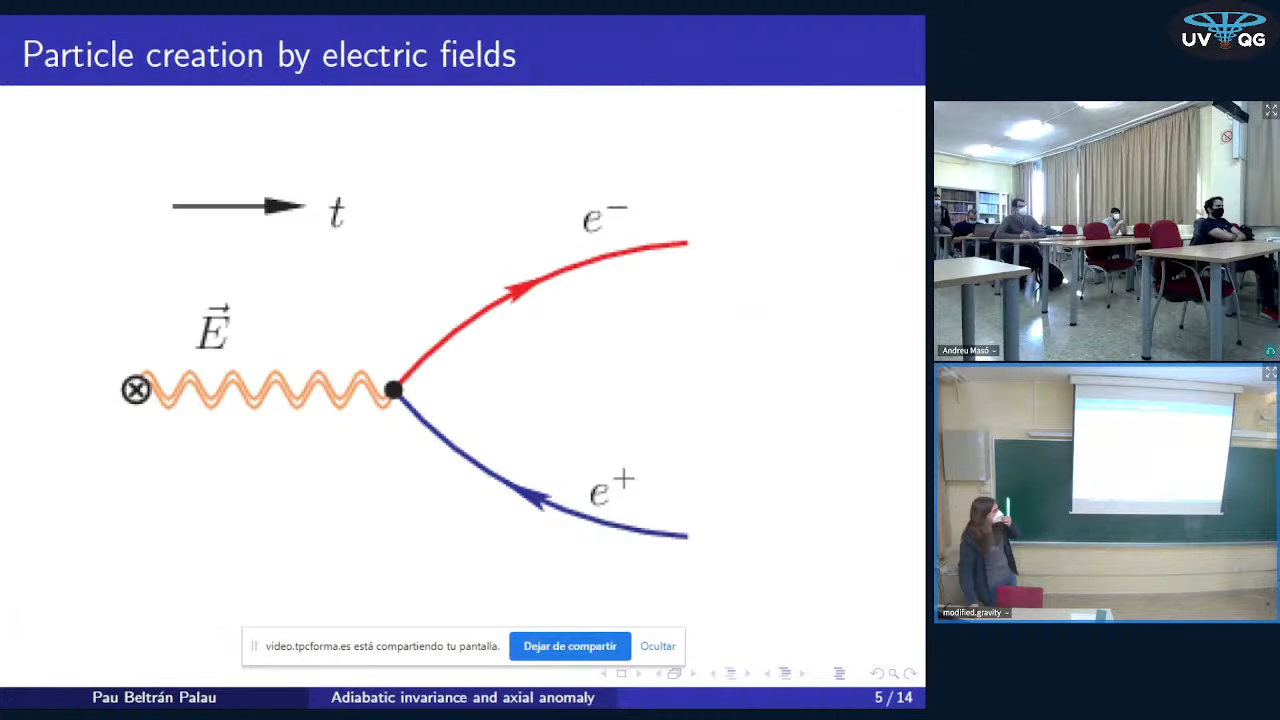 Particle creation by electric fields
t
e⁻
E⃗
e⁺
video.tpcforma.es está compartiendo tu pantalla. Dejar de compartir Ocultar
Pau Beltrán Palau Adiabatic invariance and axial anomaly 5 / 14
UV QG
Andreu Masó
modified.gravity